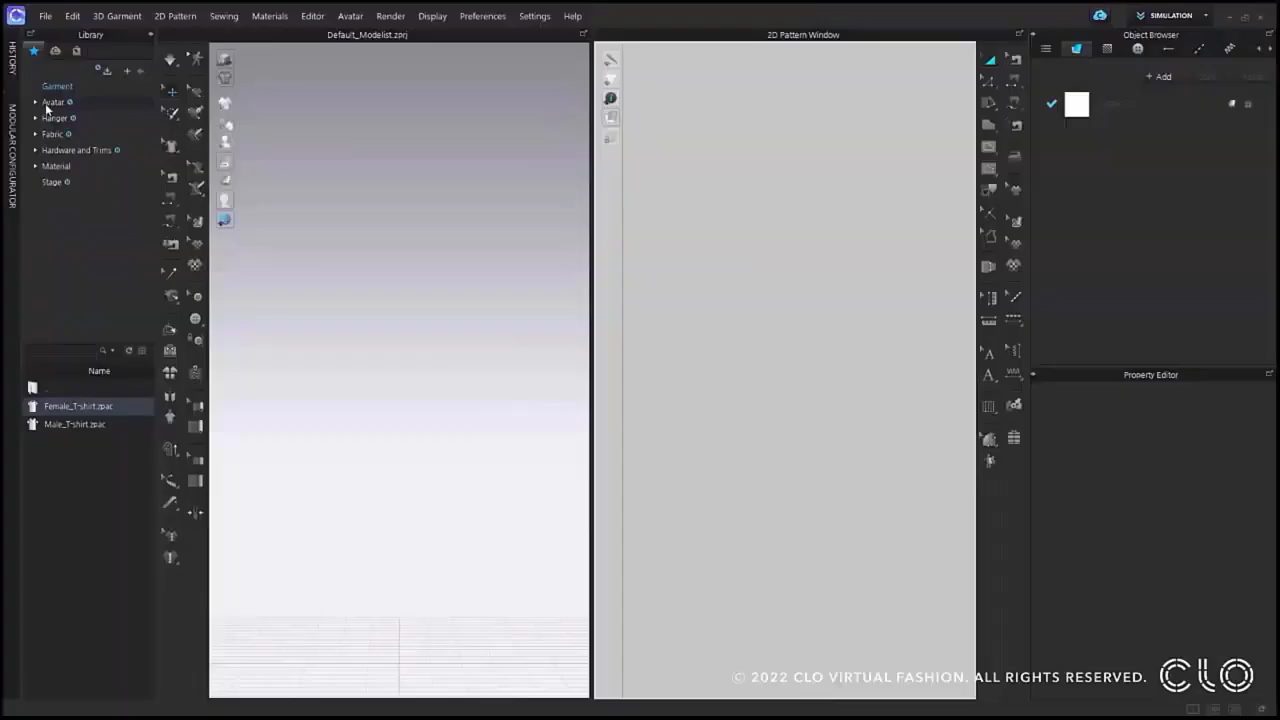 File Edit 3D Garment 2D Pattern Sewing Materials Editor Avatar Render Display Preferences Settings Help
SIMULATION
Library
Default_Modelist.zprj
2D Pattern Window
Object Browser
HISTORY
MODULAR CONFIGURATOR
Garment
Avatar
Hanger
Fabric
Hardware and Trims
Material
Stage
+ Add
Name
..
Female_T-shirt.zpac
Male_T-shirt.zpac
Property Editor
© 2022 CLO VIRTUAL FASHION. ALL RIGHTS RESERVED. CLO